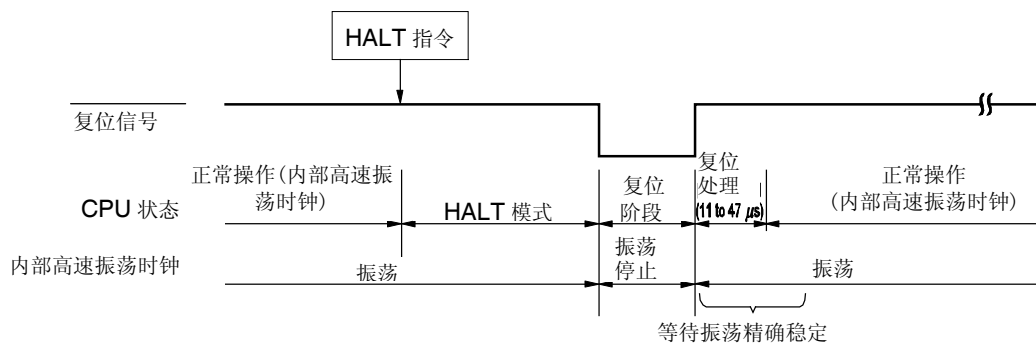 HALT 指令
复位信号
正常操作(内部高速振
荡时钟)
CPU 状态
HALT 模式
复位
阶段
复位
处理
(11 to 47 μs)
正常操作
(内部高速振荡时钟)
内部高速振荡时钟
振荡
振荡
停止
振荡
等待振荡精确稳定